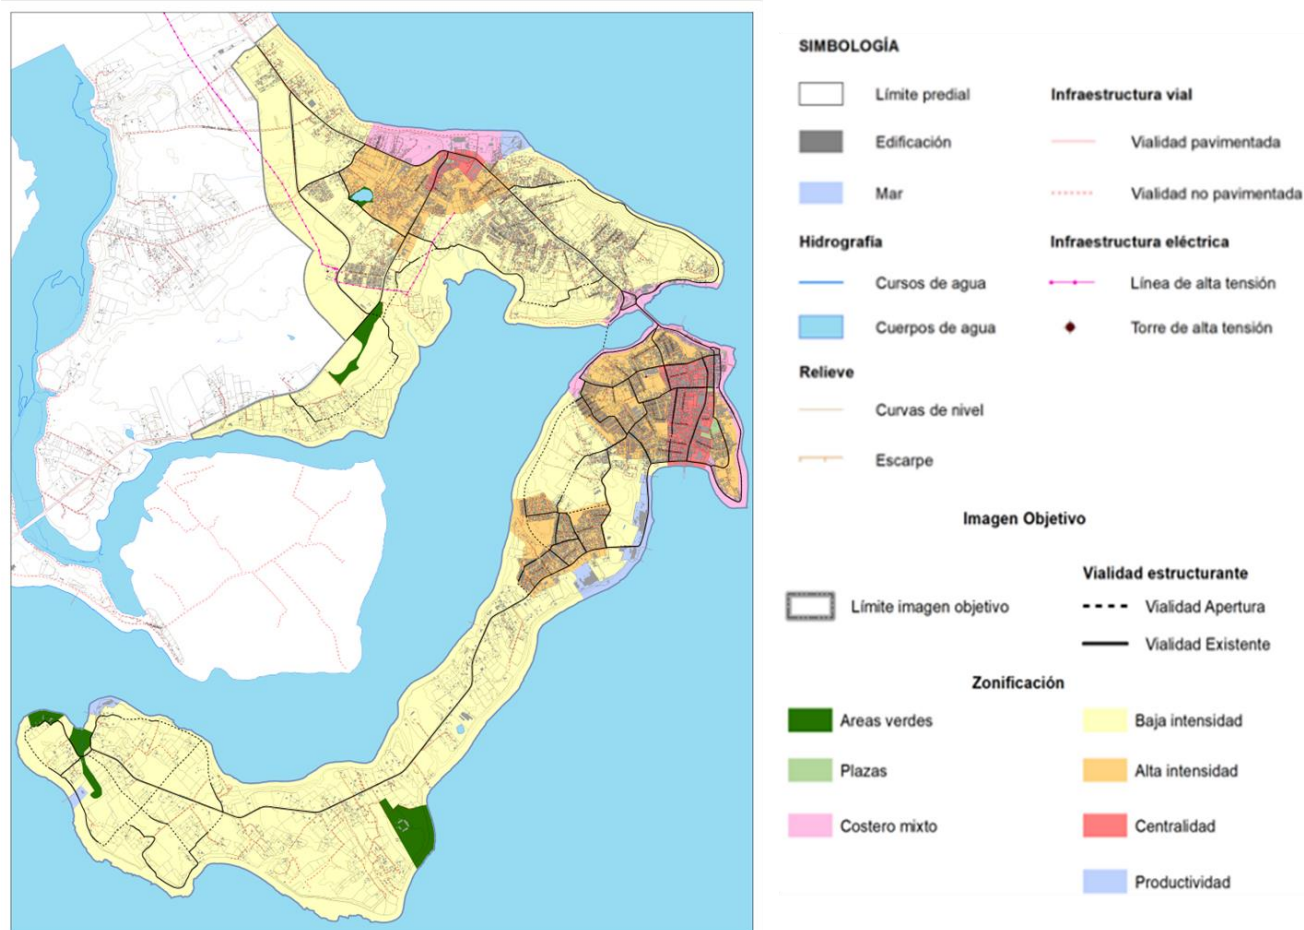 SIMBOLOGÍA
Límite predial
Infraestructura vial
Edificación
Vialidad pavimentada
Mar
Vialidad no pavimentada
Hidrografía
Infraestructura eléctrica
Cursos de agua
Línea de alta tensión
Cuerpos de agua
Torre de alta tensión
Relieve
Curvas de nivel
Escarpe
Imagen Objetivo
Vialidad estructurante
Límite imagen objetivo
Vialidad Apertura
Vialidad Existente
Zonificación
Areas verdes
Baja intensidad
Plazas
Alta intensidad
Costero mixto
Centralidad
Productividad